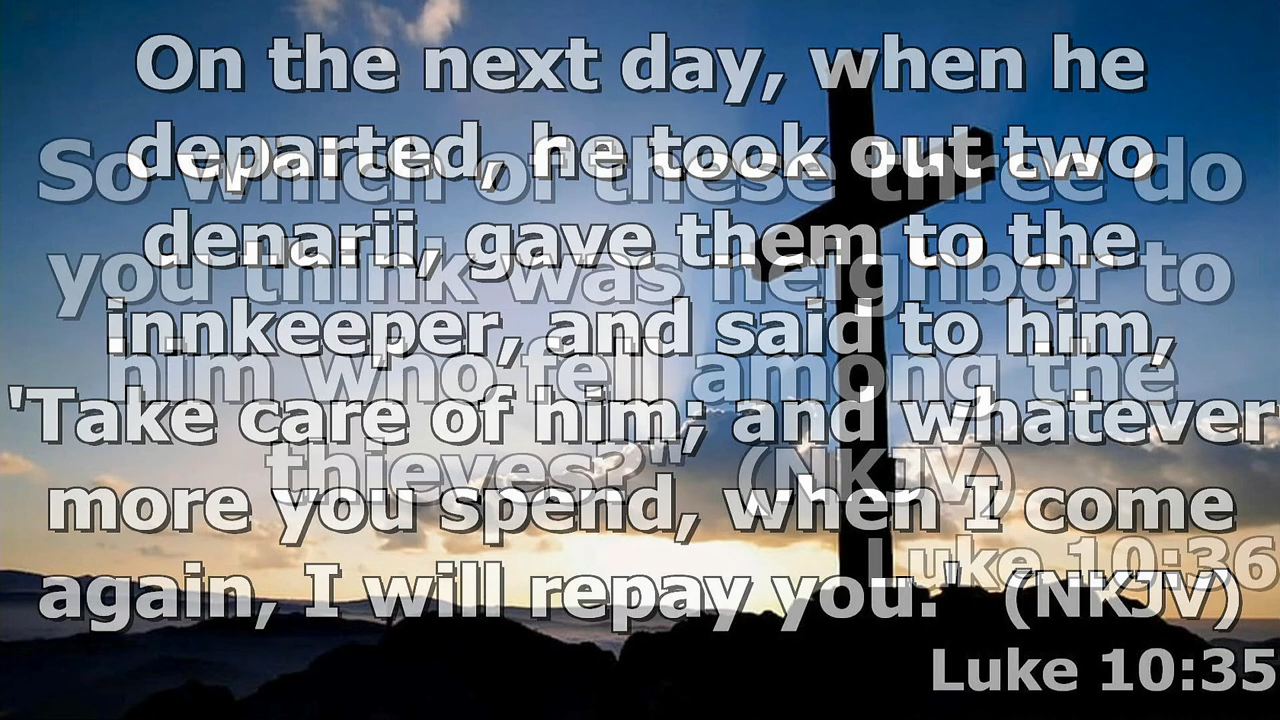 On the next day, when he
departed, he took out two
denarii, gave them to the
innkeeper, and said to him,
'Take care of him; and whatever
more you spend, when I come
again, I will repay you.' (NKJV)
Luke 10:35
So which of these three do
you think was neighbor to
him who fell among the
thieves?" (NKJV)
Luke 10:36